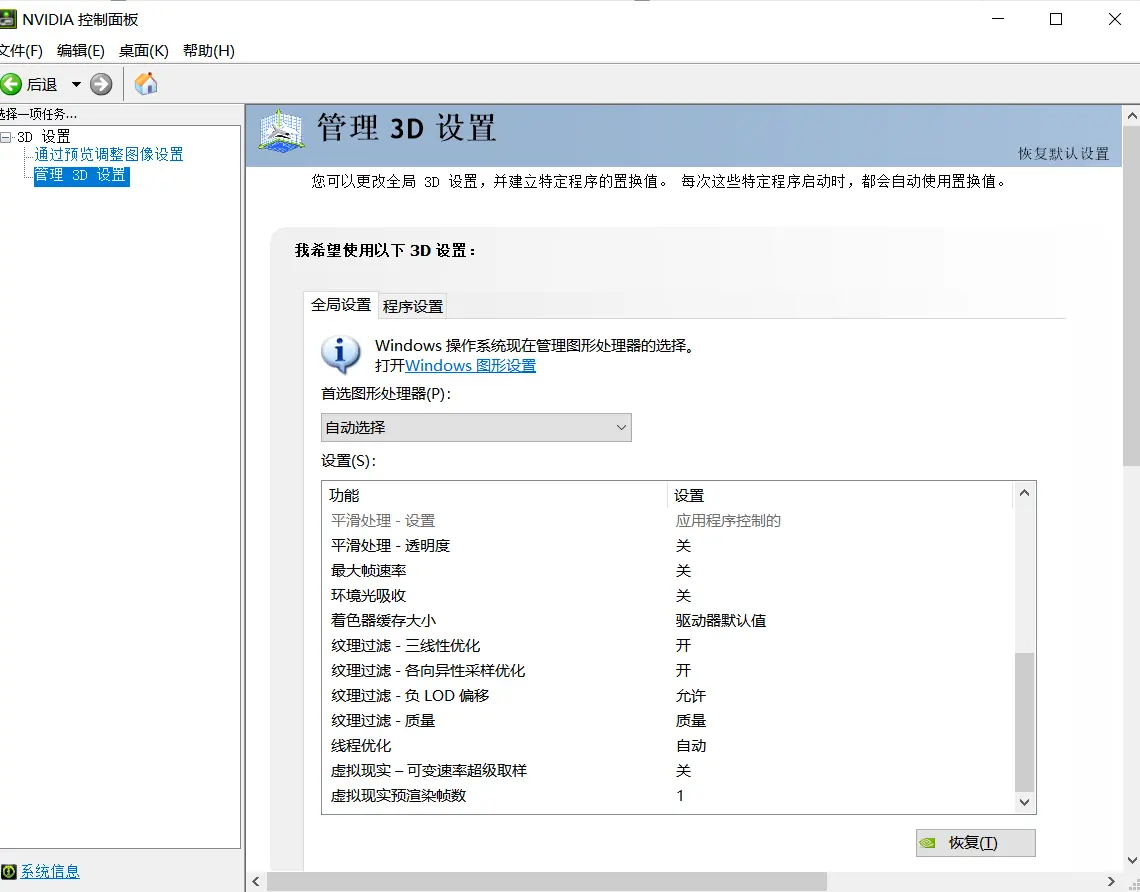 NVIDIA 控制面板
文件(F) 编辑(E) 桌面(K) 帮助(H)
后退
选择一项任务...
3D 设置
通过预览调整图像设置
管理 3D 设置
系统信息
管理 3D 设置
恢复默认设置
您可以更改全局 3D 设置，并建立特定程序的置换值。 每次这些特定程序启动时，都会自动使用置换值。
我希望使用以下 3D 设置：
全局设置 程序设置
Windows 操作系统现在管理图形处理器的选择。
打开Windows 图形设置
首选图形处理器(P)：
自动选择
设置(S)：
功能 设置
平滑处理 - 设置 应用程序控制的
平滑处理 - 透明度 关
最大帧速率 关
环境光吸收 关
着色器缓存大小 驱动器默认值
纹理过滤 - 三线性优化 开
纹理过滤 - 各向异性采样优化 开
纹理过滤 - 负 LOD 偏移 允许
纹理过滤 - 质量 质量
线程优化 自动
虚拟现实 – 可变速率超级取样 关
虚拟现实预渲染帧数 1
恢复(T)